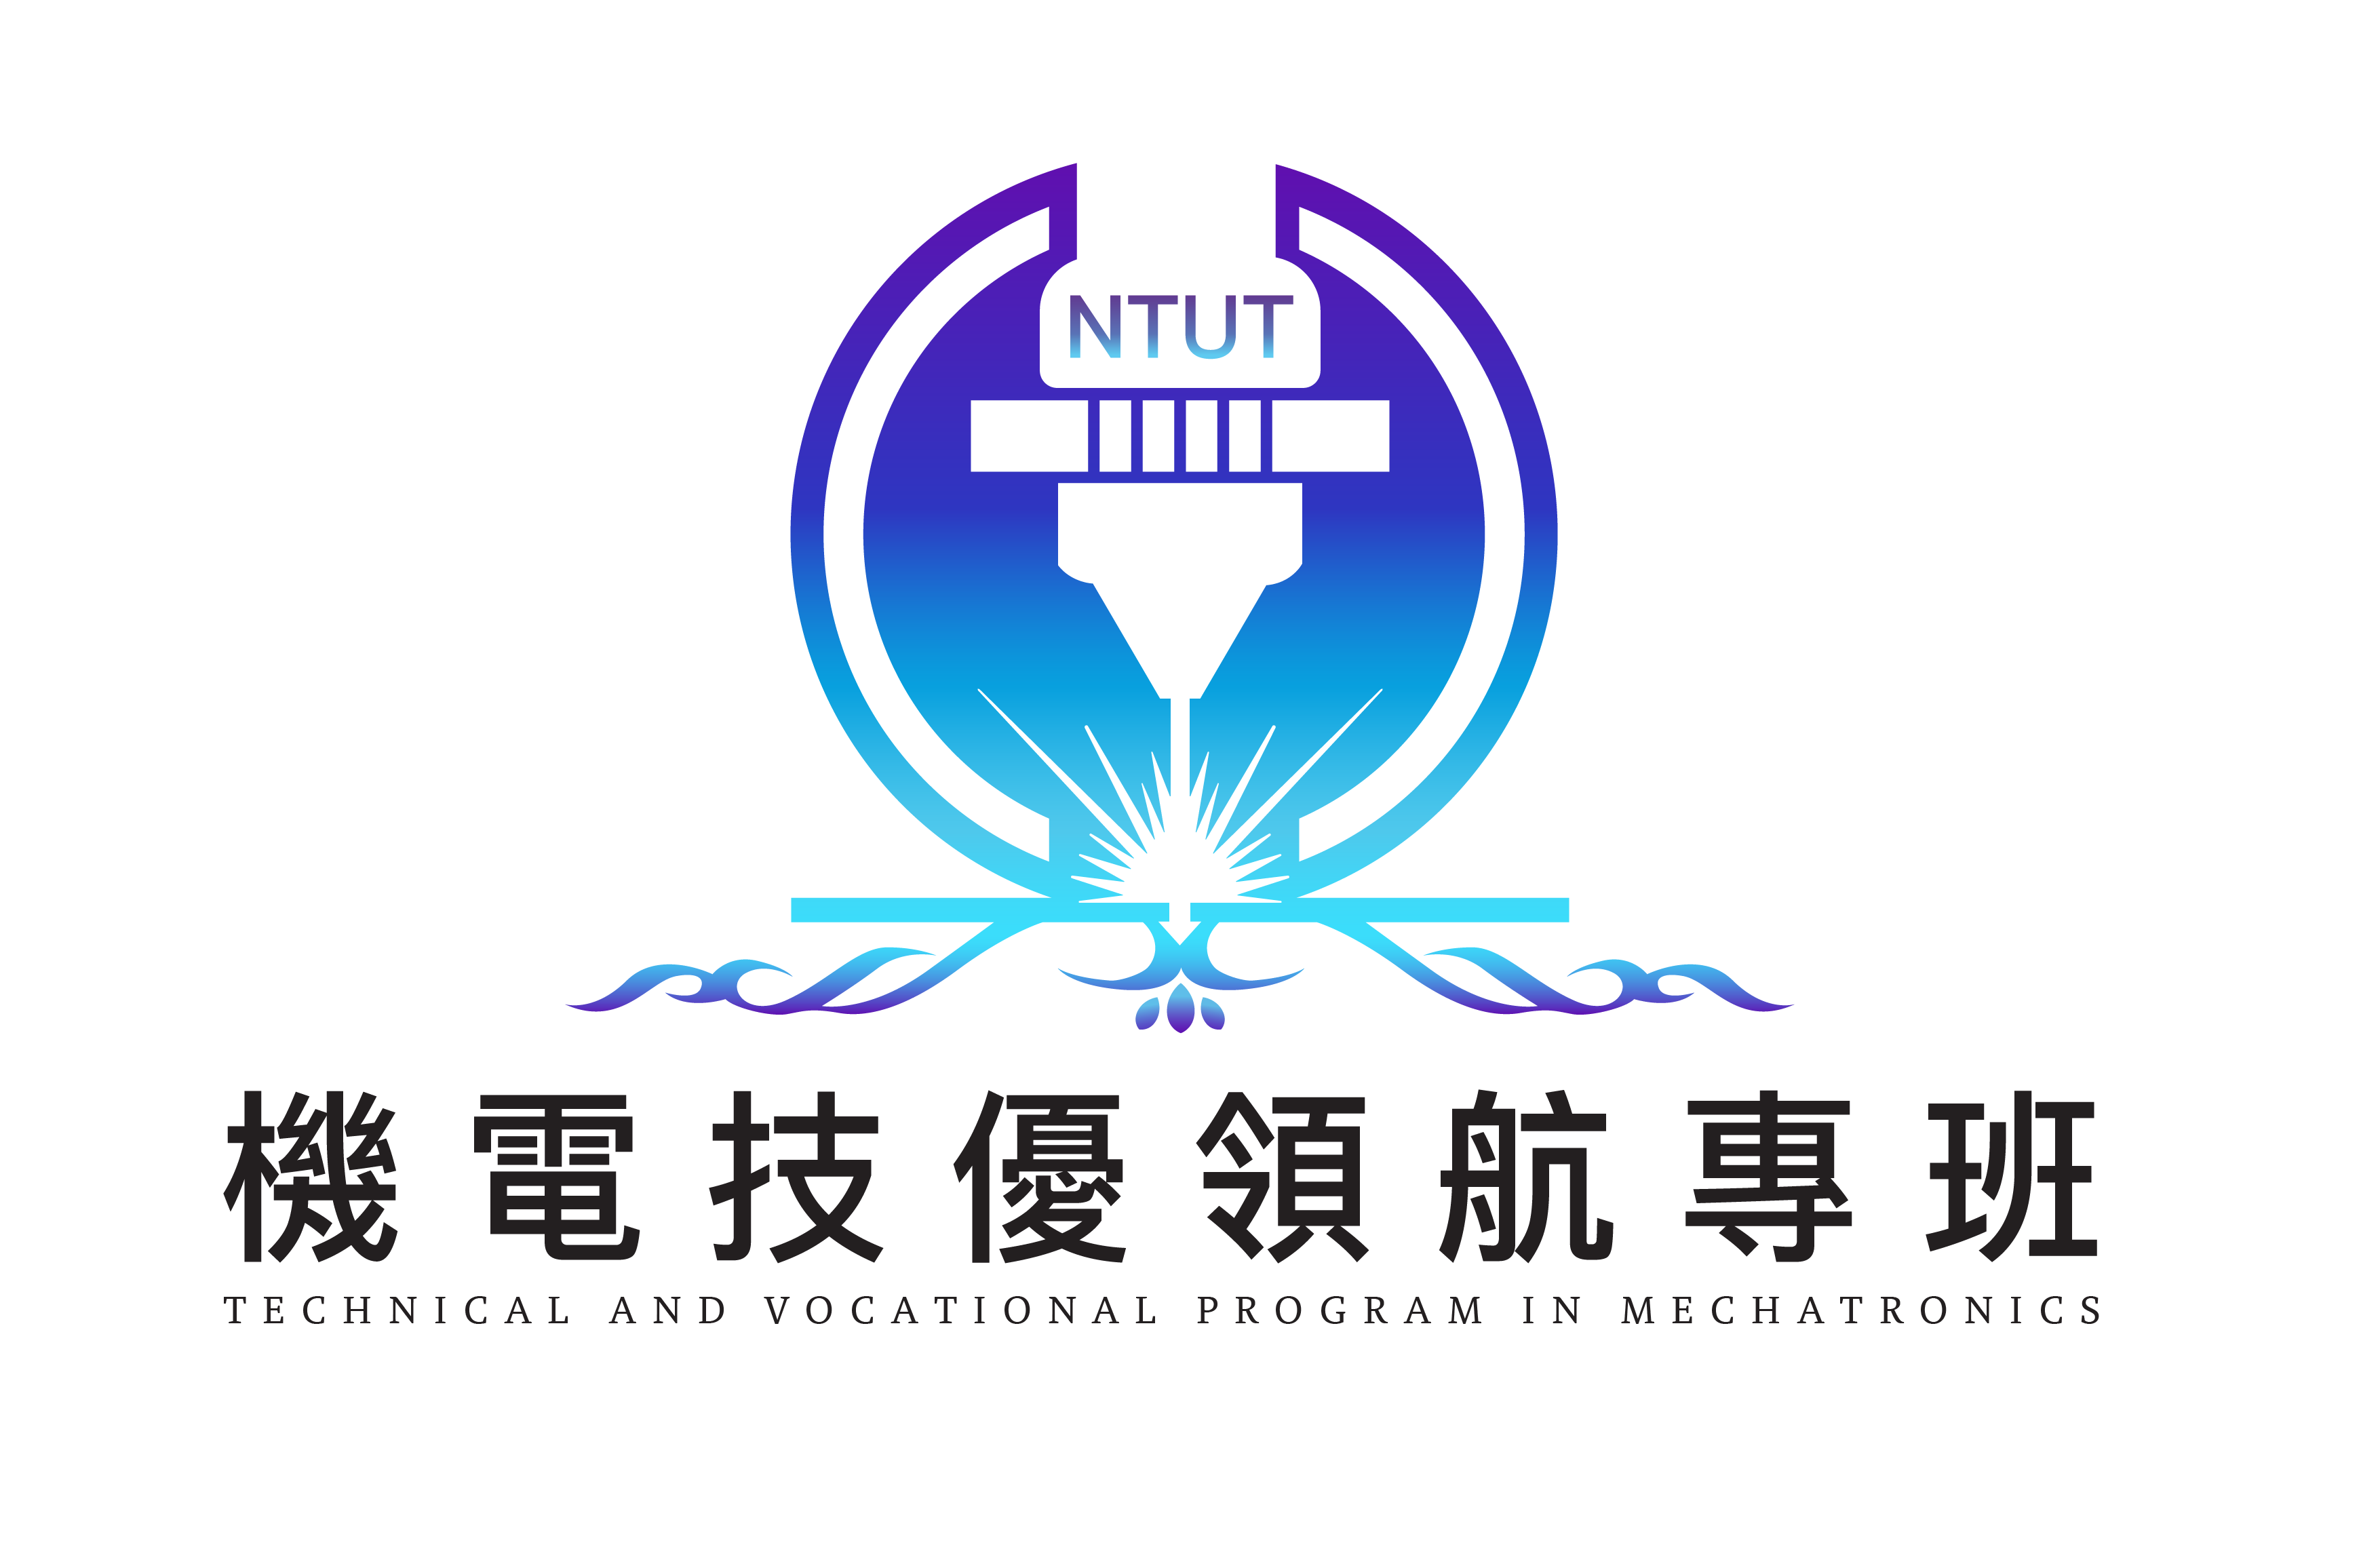 NTUT
機電技優領航專班
TECHNICAL AND VOCATIONAL PROGRAM IN MECHATRONICS